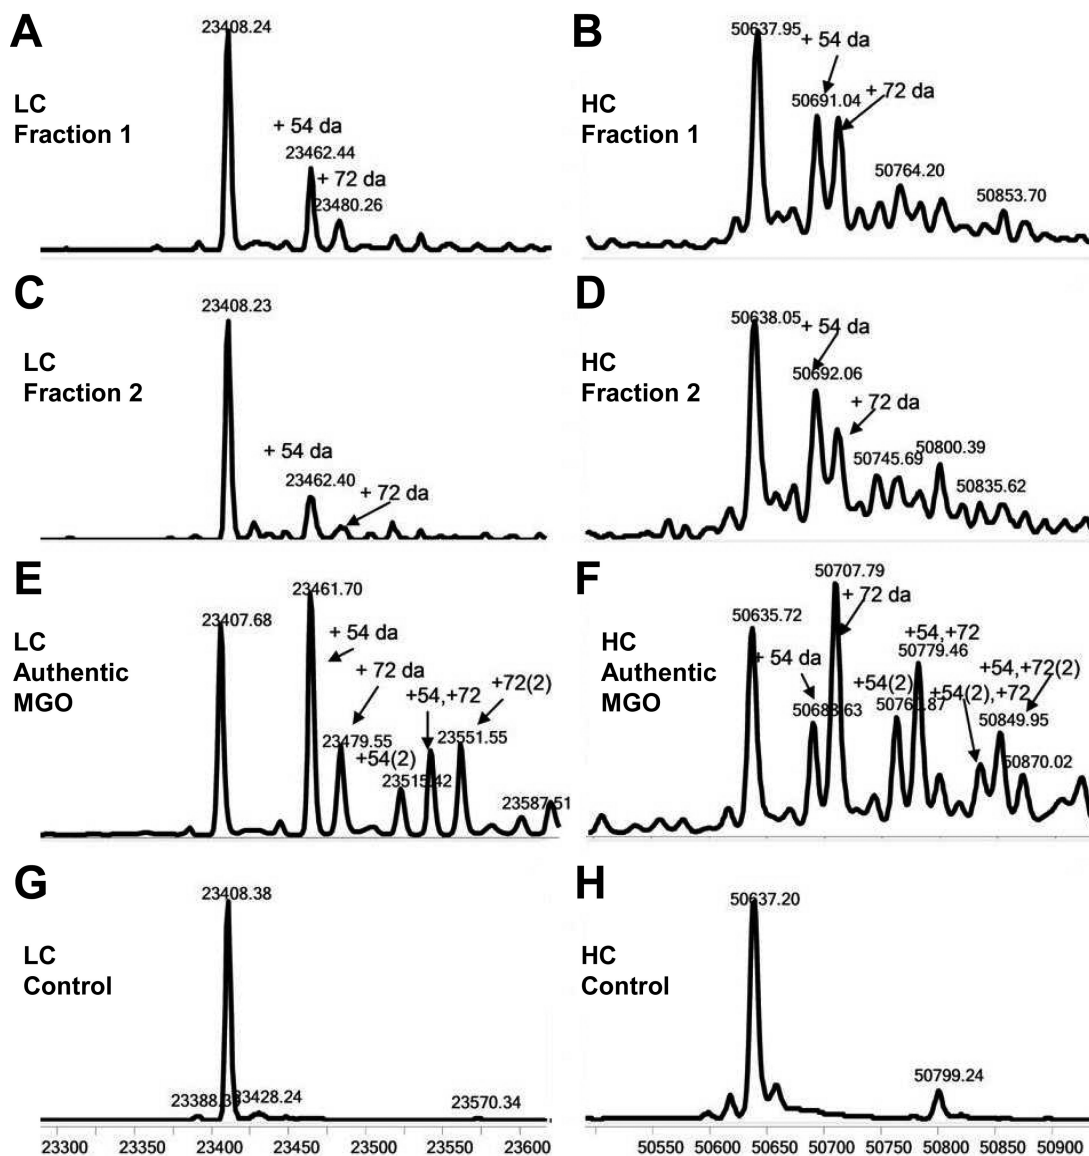 A
23408.24
LC
Fraction 1
+ 54 da
23462.44
+ 72 da
23480.26
B
50637.95
+ 54 da
50691.04
+ 72 da
HC
Fraction 1
50764.20
50853.70
C
23408.23
LC
Fraction 2
+ 54 da
23462.40
+ 72 da
D
50638.05
+ 54 da
HC
Fraction 2
50692.06
+ 72 da
50745.69
50800.39
50835.62
E
23461.70
23407.68
LC
Authentic
MGO
+ 54 da
+ 72 da
+54,+72
+72(2)
23479.55
23551.55
+54(2)
23515.42
23587.51
F
50707.79
+ 72 da
50635.72
HC
Authentic
MGO
+54,+72
50779.46
+ 54 da
+54(2)
+54(2),+72
+54,+72(2)
50849.95
50870.02
G
23408.38
LC
Control
23428.24
23570.34
H
50637.20
HC
Control
50799.24
23300 23350 23400 23450 23500 23550 23600
50550 50600 50650 50700 50750 50800 50850 50900